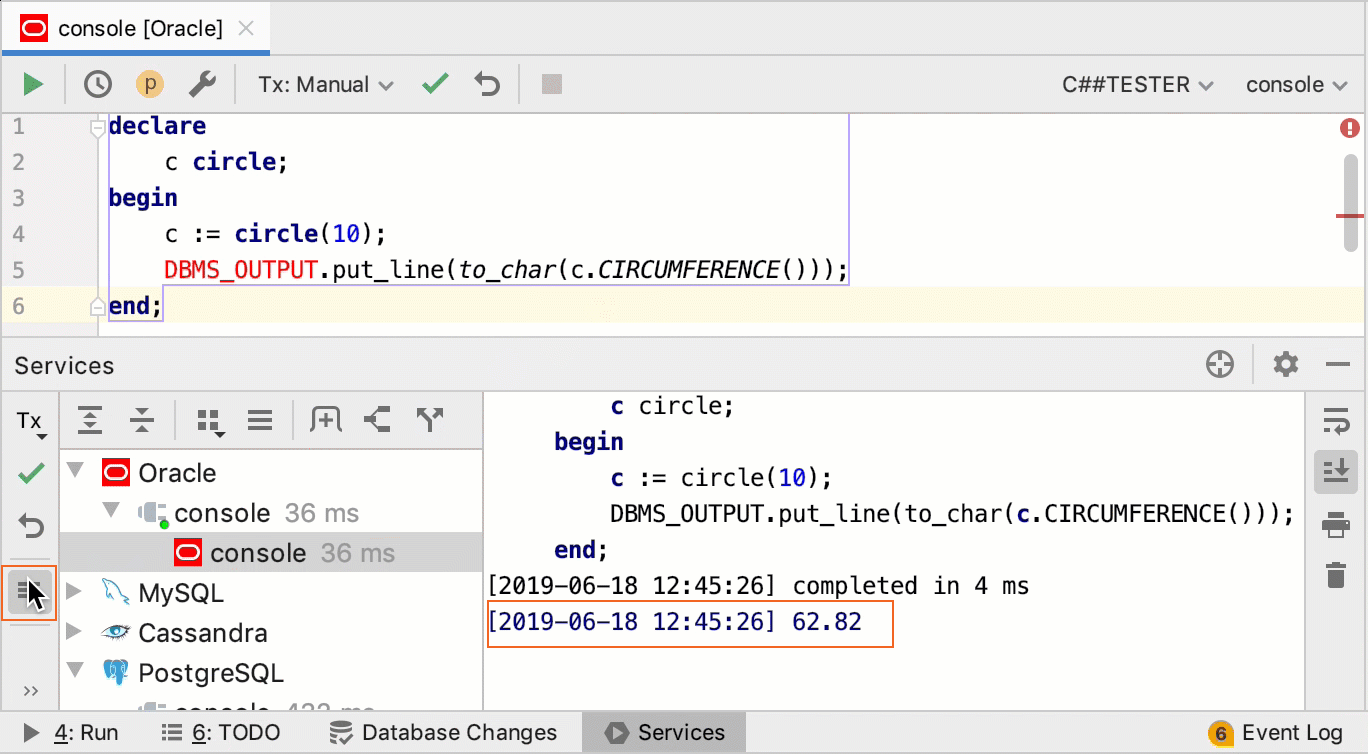 console [Oracle]
p Tx: Manual C##TESTER console
1 declare
2 c circle;
3 begin
4 c := circle(10);
5 DBMS_OUTPUT.put_line(to_char(c.CIRCUMFERENCE()));
6 end;
Services
Tx
Oracle
console 36 ms
console 36 ms
MySQL
Cassandra
PostgreSQL
c circle;
begin
c := circle(10);
DBMS_OUTPUT.put_line(to_char(c.CIRCUMFERENCE()));
end;
[2019-06-18 12:45:26] completed in 4 ms
[2019-06-18 12:45:26] 62.82
4: Run 6: TODO Database Changes Services 6 Event Log